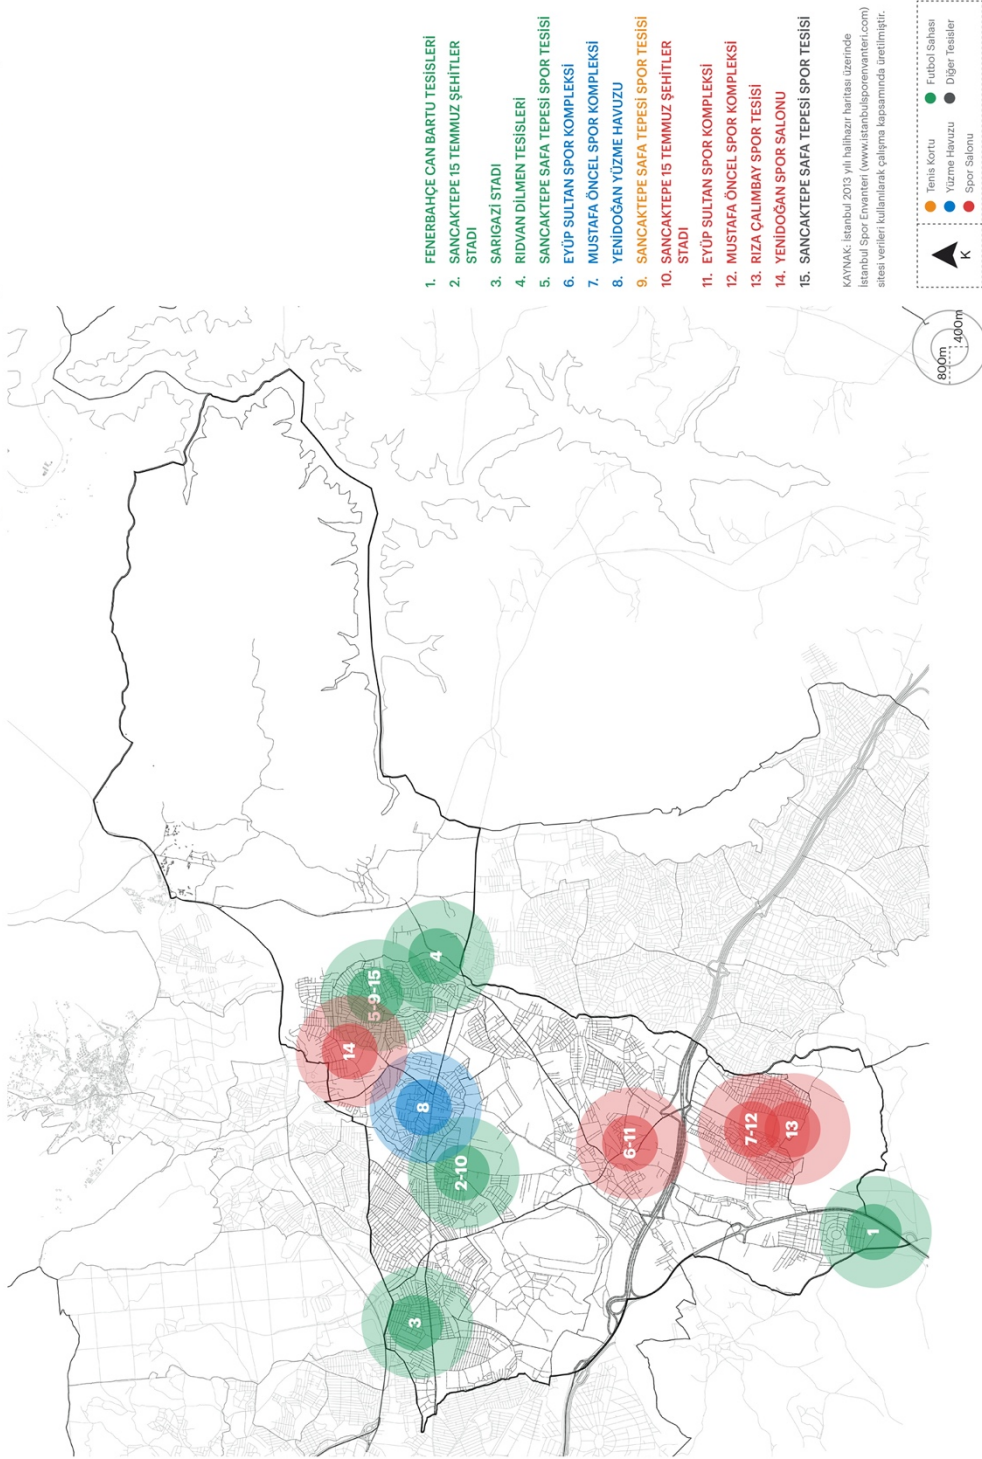 1. FENERBAHÇE CAN BARTU TESİSLERİ
2. SANCAKTEPE 15 TEMMUZ ŞEHİTLER
STADI
3. SARIGAZİ STADI
4. RIDVAN DİLMEN TESİSLERİ
5. SANCAKTEPE SAFA TEPESİ SPOR TESİSİ
6. EYÜP SULTAN SPOR KOMPLEKSİ
7. MUSTAFA ÖNCEL SPOR KOMPLEKSİ
8. YENİDOĞAN YÜZME HAVUZU
9. SANCAKTEPE SAFA TEPESİ SPOR TESİSİ
10. SANCAKTEPE 15 TEMMUZ ŞEHİTLER
STADI
11. EYÜP SULTAN SPOR KOMPLEKSİ
12. MUSTAFA ÖNCEL SPOR KOMPLEKSİ
13. RIZA ÇALIMBAY SPOR TESİSİ
14. YENİDOĞAN SPOR SALONU
15. SANCAKTEPE SAFA TEPESİ SPOR TESİSİ
KAYNAK: İstanbul 2013 yılı halihazır haritası üzerinde
İstanbul Spor Envanteri (www.istanbulsporenvanteri.com)
sitesi verileri kullanılarak çalışma kapsamında üretilmiştir.
K
Tenis Kortu
Yüzme Havuzu
Spor Salonu
Futbol Sahası
Diğer Tesisler
800m
400m
3
2-10
8
14
5-9-15
4
6-11
7-12
13
1